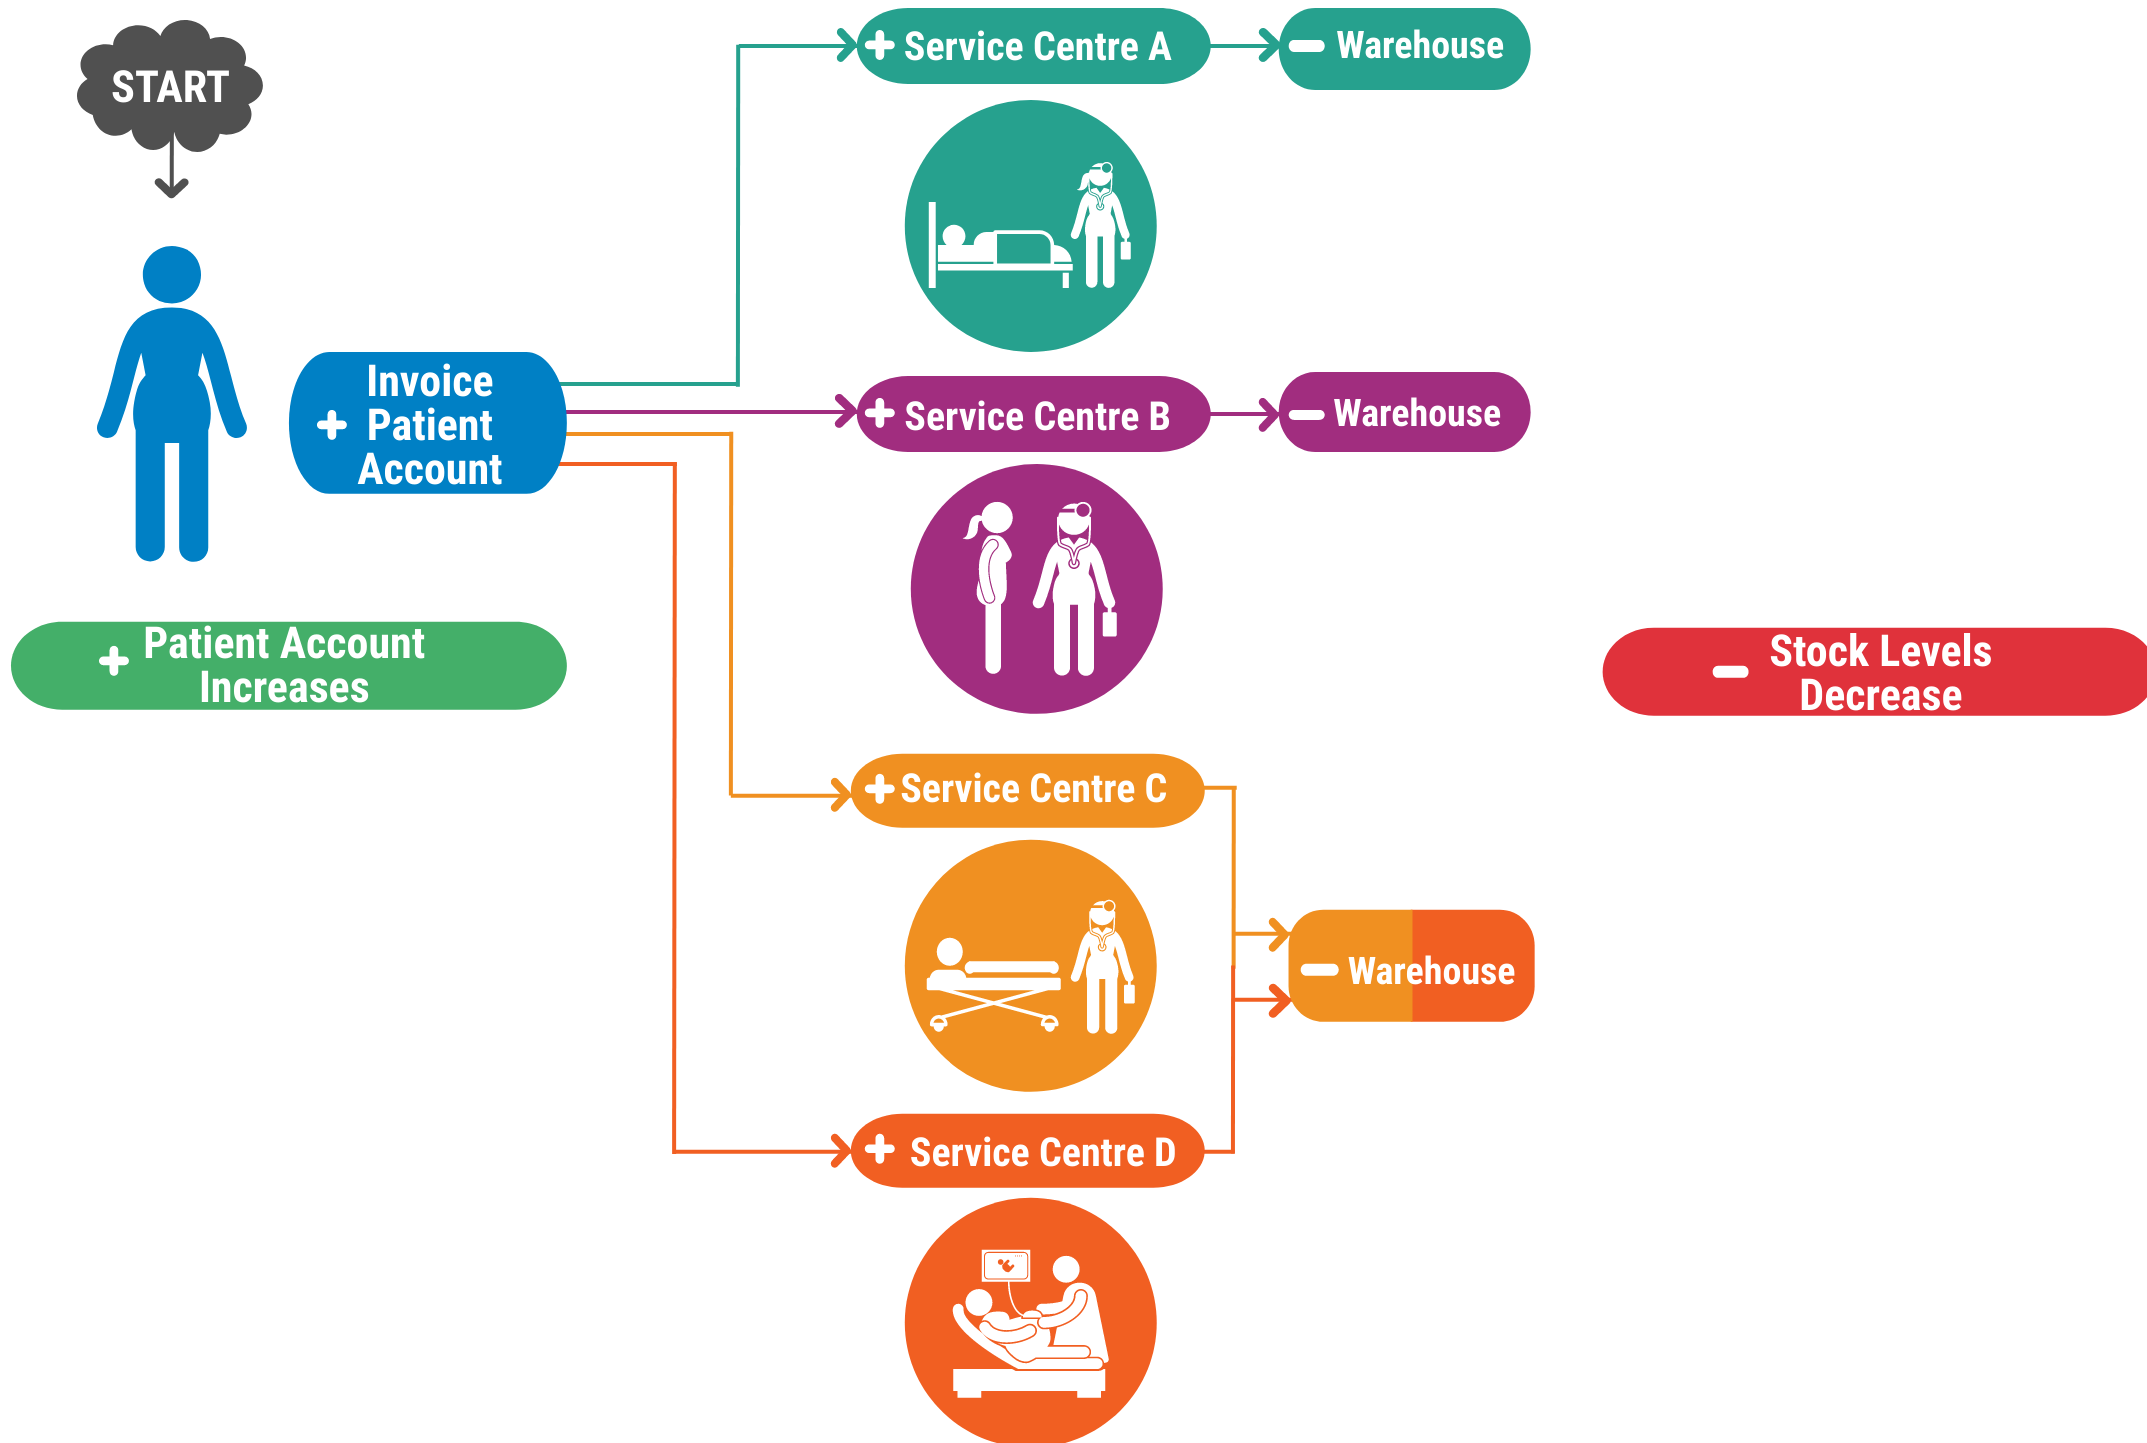 START
+ Service Centre A
− Warehouse
+ Invoice
Patient
Account
+ Service Centre B
− Warehouse
+ Patient Account
Increases
− Stock Levels
Decrease
+ Service Centre C
− Warehouse
+ Service Centre D